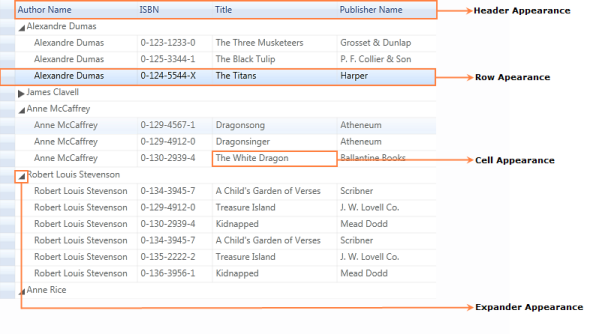 Author Name ISBN Title Publisher Name Header Appearance
Alexandre Dumas
Alexandre Dumas 0-123-1233-0 The Three Musketeers Grosset & Dunlap
Alexandre Dumas 0-125-3344-1 The Black Tulip P. F. Collier & Son
Alexandre Dumas 0-124-5544-X The Titans Harper Row Apearance
James Clavell
Anne McCaffrey
Anne McCaffrey 0-129-4567-1 Dragonsong Atheneum
Anne McCaffrey 0-129-4912-0 Dragonsinger Atheneum
Anne McCaffrey 0-130-2939-4 The White Dragon Ballantine Books Cell Appearance
Robert Louis Stevenson
Robert Louis Stevenson 0-134-3945-7 A Child's Garden of Verses Scribner
Robert Louis Stevenson 0-129-4912-0 Treasure Island J. W. Lovell Co.
Robert Louis Stevenson 0-130-2939-4 Kidnapped Mead Dodd
Robert Louis Stevenson 0-134-3945-7 A Child's Garden of Verses Scribner
Robert Louis Stevenson 0-135-2222-2 Treasure Island J. W. Lovell Co.
Robert Louis Stevenson 0-136-3956-1 Kidnapped Mead Dodd
Anne Rice
Expander Appearance